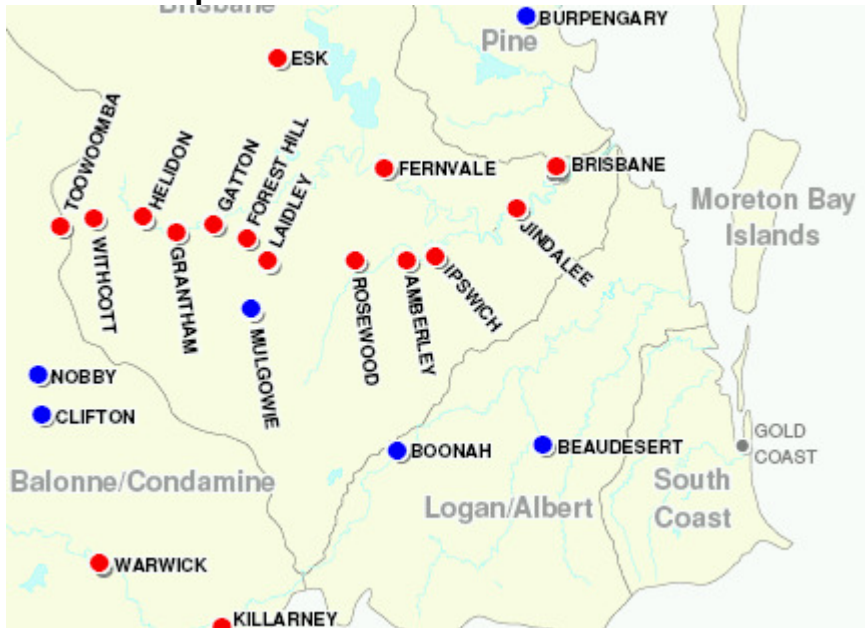 Brisbane
BURPENGARY
Pine
ESK
TOOWOOMBA
HELIDON
GATTON
FOREST HILL
LAIDLEY
FERNVALE
BRISBANE
Moreton Bay
Islands
WITHCOTT
GRANTHAM
ROSEWOOD
AMBERLEY
IPSWICH
JINDALEE
MULGOWIE
NOBBY
CLIFTON
BOONAH
BEAUDESERT
GOLD
COAST
Balonne/Condamine
Logan/Albert
South
Coast
WARWICK
KILLARNEY